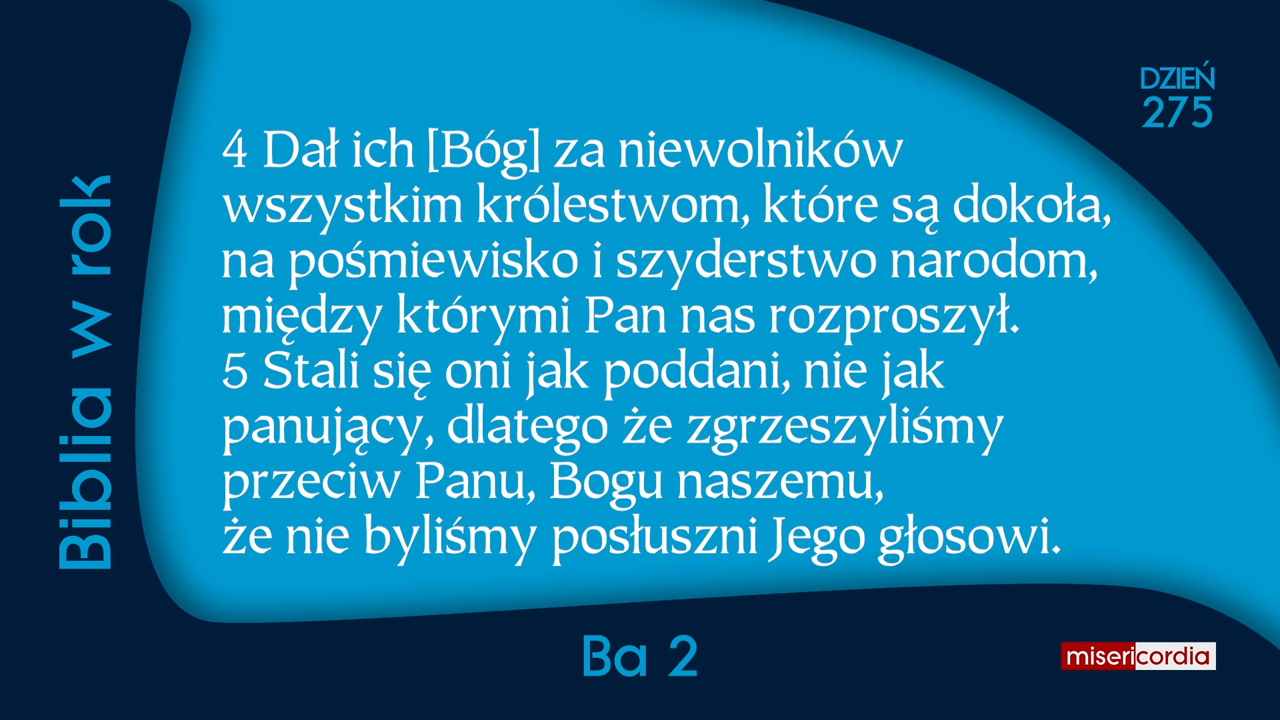 DZIEŃ
275
4 Dał ich [Bóg] za niewolników
wszystkim królestwom, które są dokoła,
na pośmiewisko i szyderstwo narodom,
między którymi Pan nas rozproszył.
5 Stali się oni jak poddani, nie jak
panujący, dlatego że zgrzeszyliśmy
przeciw Panu, Bogu naszemu,
że nie byliśmy posłuszni Jego głosowi.
Biblia w rok
Ba 2
misericordia